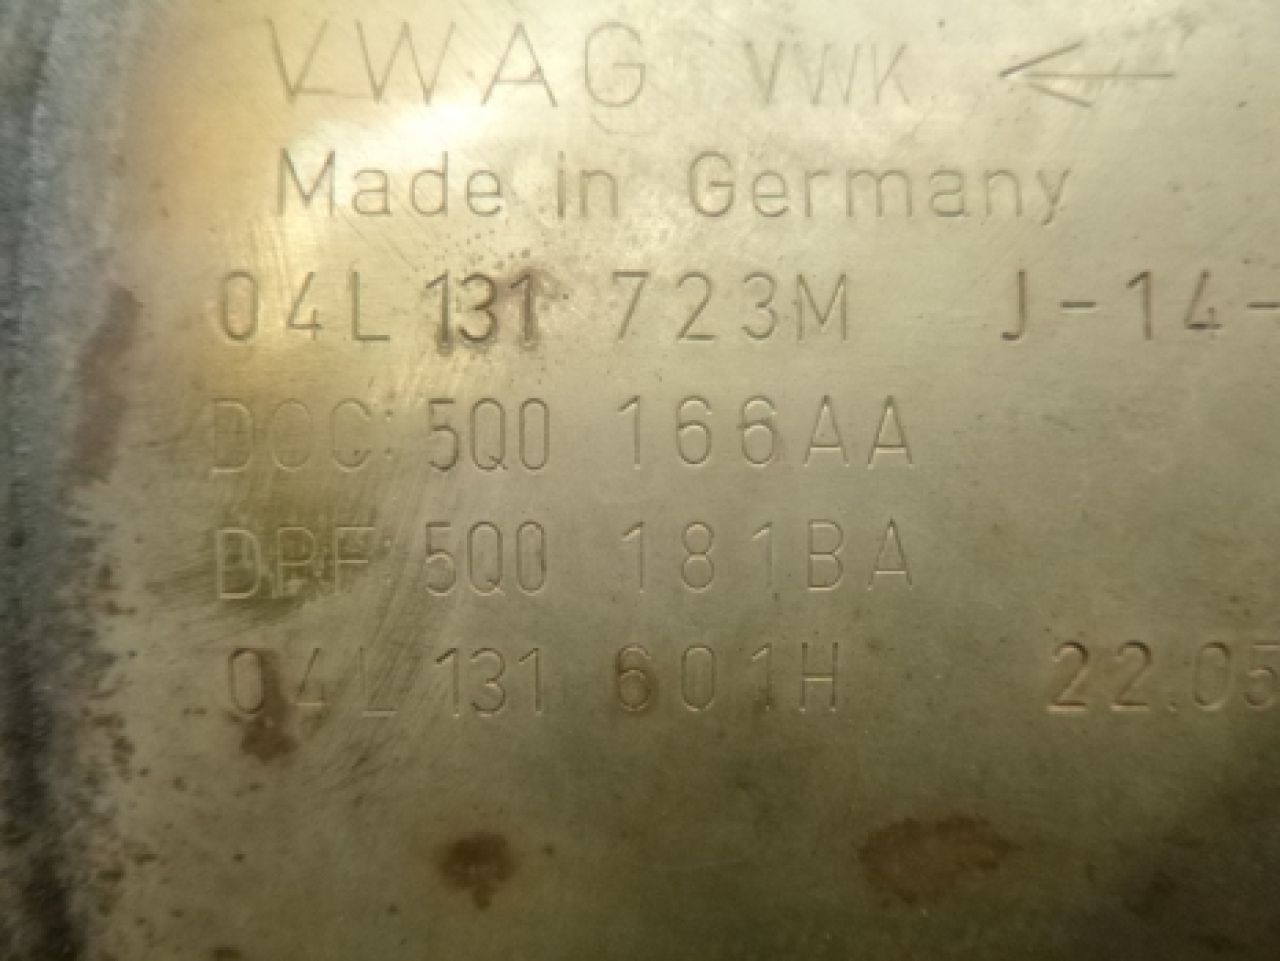 VWAG VWK ←
Made in Germany
04L 131 723M J-14-
DOC: 5Q0 166AA
DPF: 5Q0 181BA
04L 131 601H 22.05